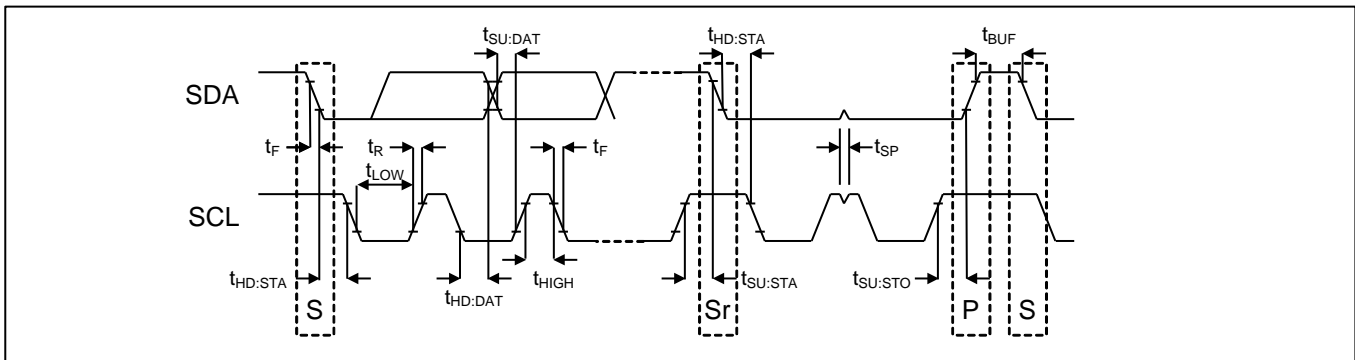 tSU:DAT
tHD:STA
tBUF
SDA
tF
tR
tF
tSP
tLOW
SCL
tHD:STA
tHD:DAT
tHIGH
tSU:STA
tSU:STO
S
Sr
P
S